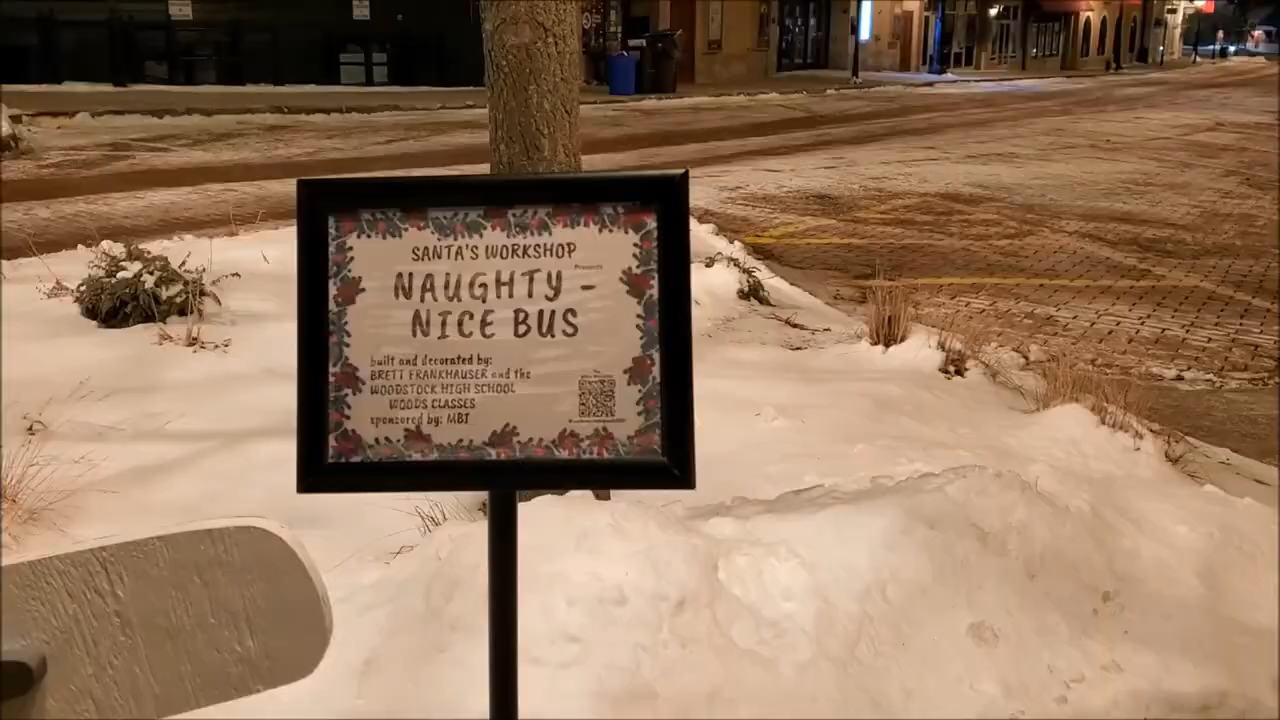 SANTA'S WORKSHOP
Presents
NAUGHTY -
NICE BUS
built and decorated by:
BRETT FRANKHAUSER and the
WOODSTOCK HIGH SCHOOL
WOODS CLASSES
sponsored by: MBT